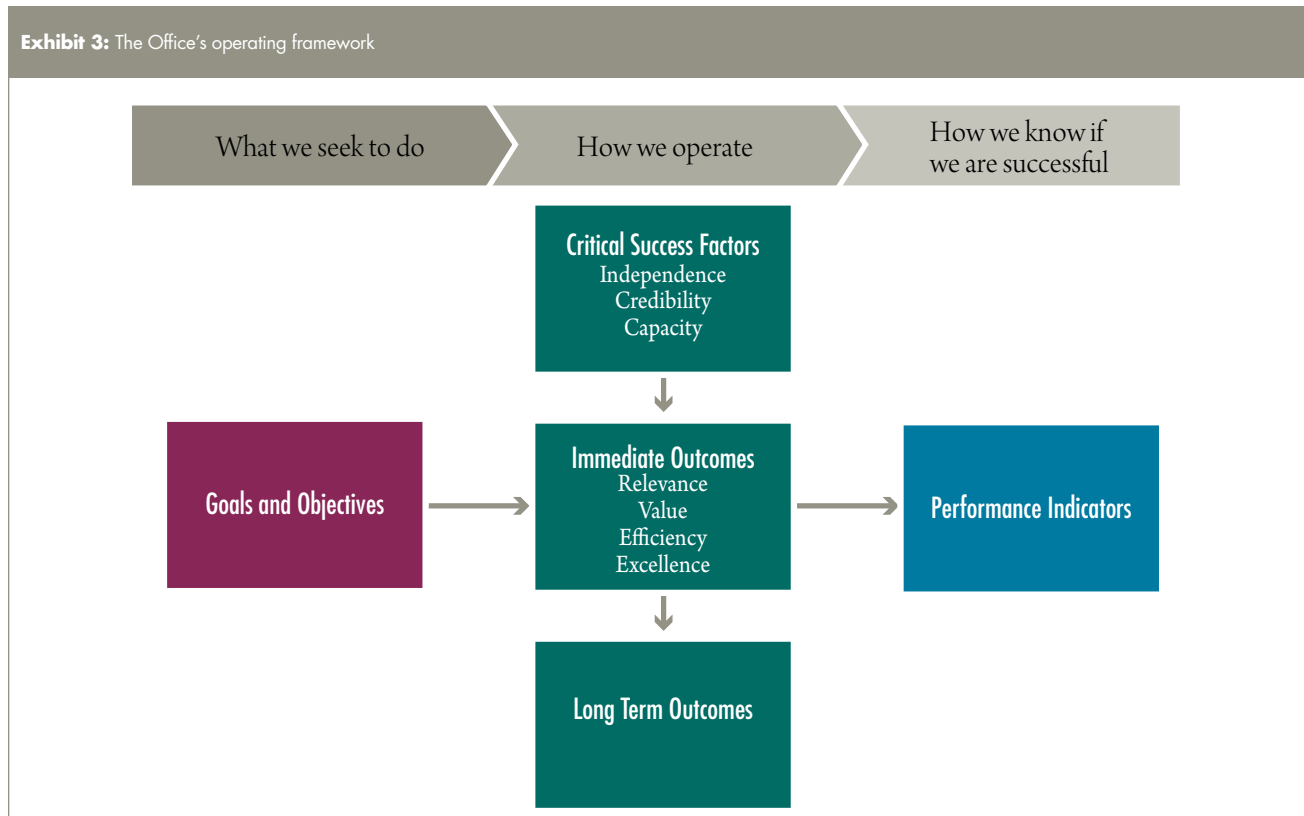 Exhibit 3: The Office's operating framework
What we seek to do
How we operate
How we know if
we are successful
Critical Success Factors
Independence
Credibility
Capacity
Goals and Objectives
Immediate Outcomes
Relevance
Value
Efficiency
Excellence
Performance Indicators
Long Term Outcomes